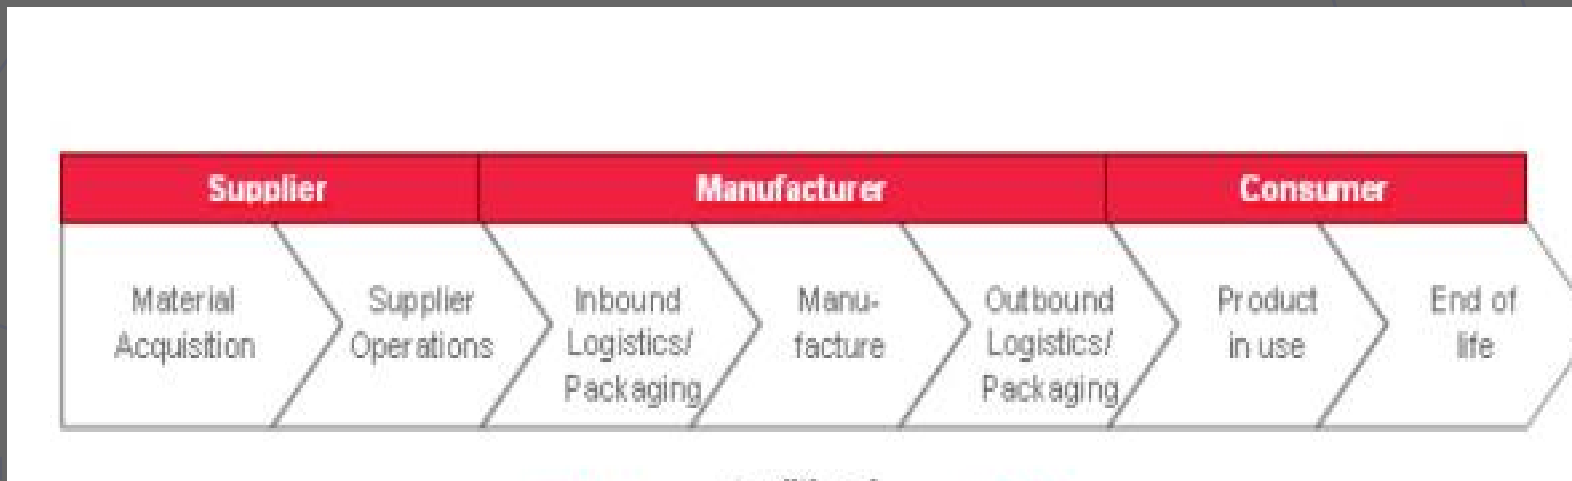 Supplier Manufacturer Consumer
Material
Acquisition
Supplier
Operations
Inbound
Logistics/
Packaging
Manu-
facture
Outbound
Logistics/
Packaging
Product
in use
End of
life